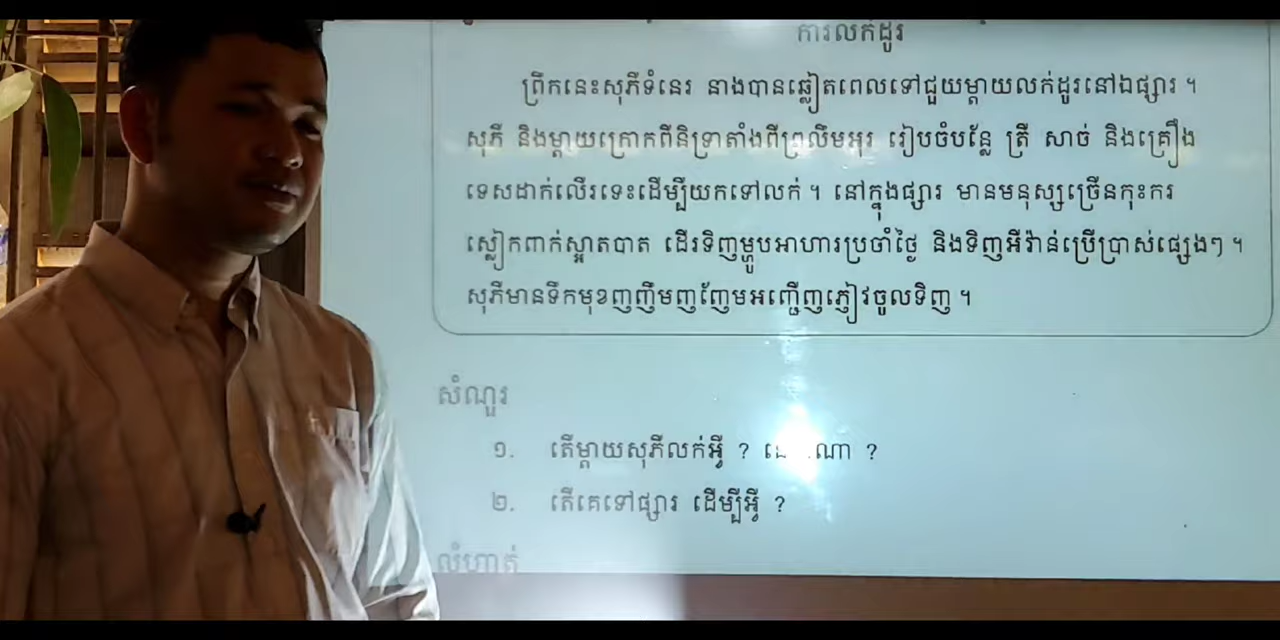 ការលក់ដូរ
ព្រឹកនេះសុភីទំនេរ នាងបានឆ្លៀតពេលទៅជួយម្ដាយលក់ដូរនៅឯផ្សារ ។
សុភី និងម្ដាយក្រោកពីនិទ្រាតាំងពីព្រលឹមអុរ រៀបចំបន្លែ ត្រី សាច់ និងគ្រឿង
ទេសដាក់លើរទេះដើម្បីយកទៅលក់ ។ នៅក្នុងផ្សារ មានមនុស្សច្រើនកុះករ
ស្លៀកពាក់ស្អាតបាត ដើរទិញម្ហូបអាហារប្រចាំថ្ងៃ និងទិញអីវ៉ាន់ប្រើប្រាស់ផ្សេងៗ ។
សុភីមានទឹកមុខញញឹមញញែមអញ្ជើញភ្ញៀវចូលទិញ ។
សំណួរ
១. តើម្ដាយសុភីលក់អ្វី ? ណា ?
២. តើគេទៅផ្សារ ដើម្បីអ្វី ?
លំហាត់